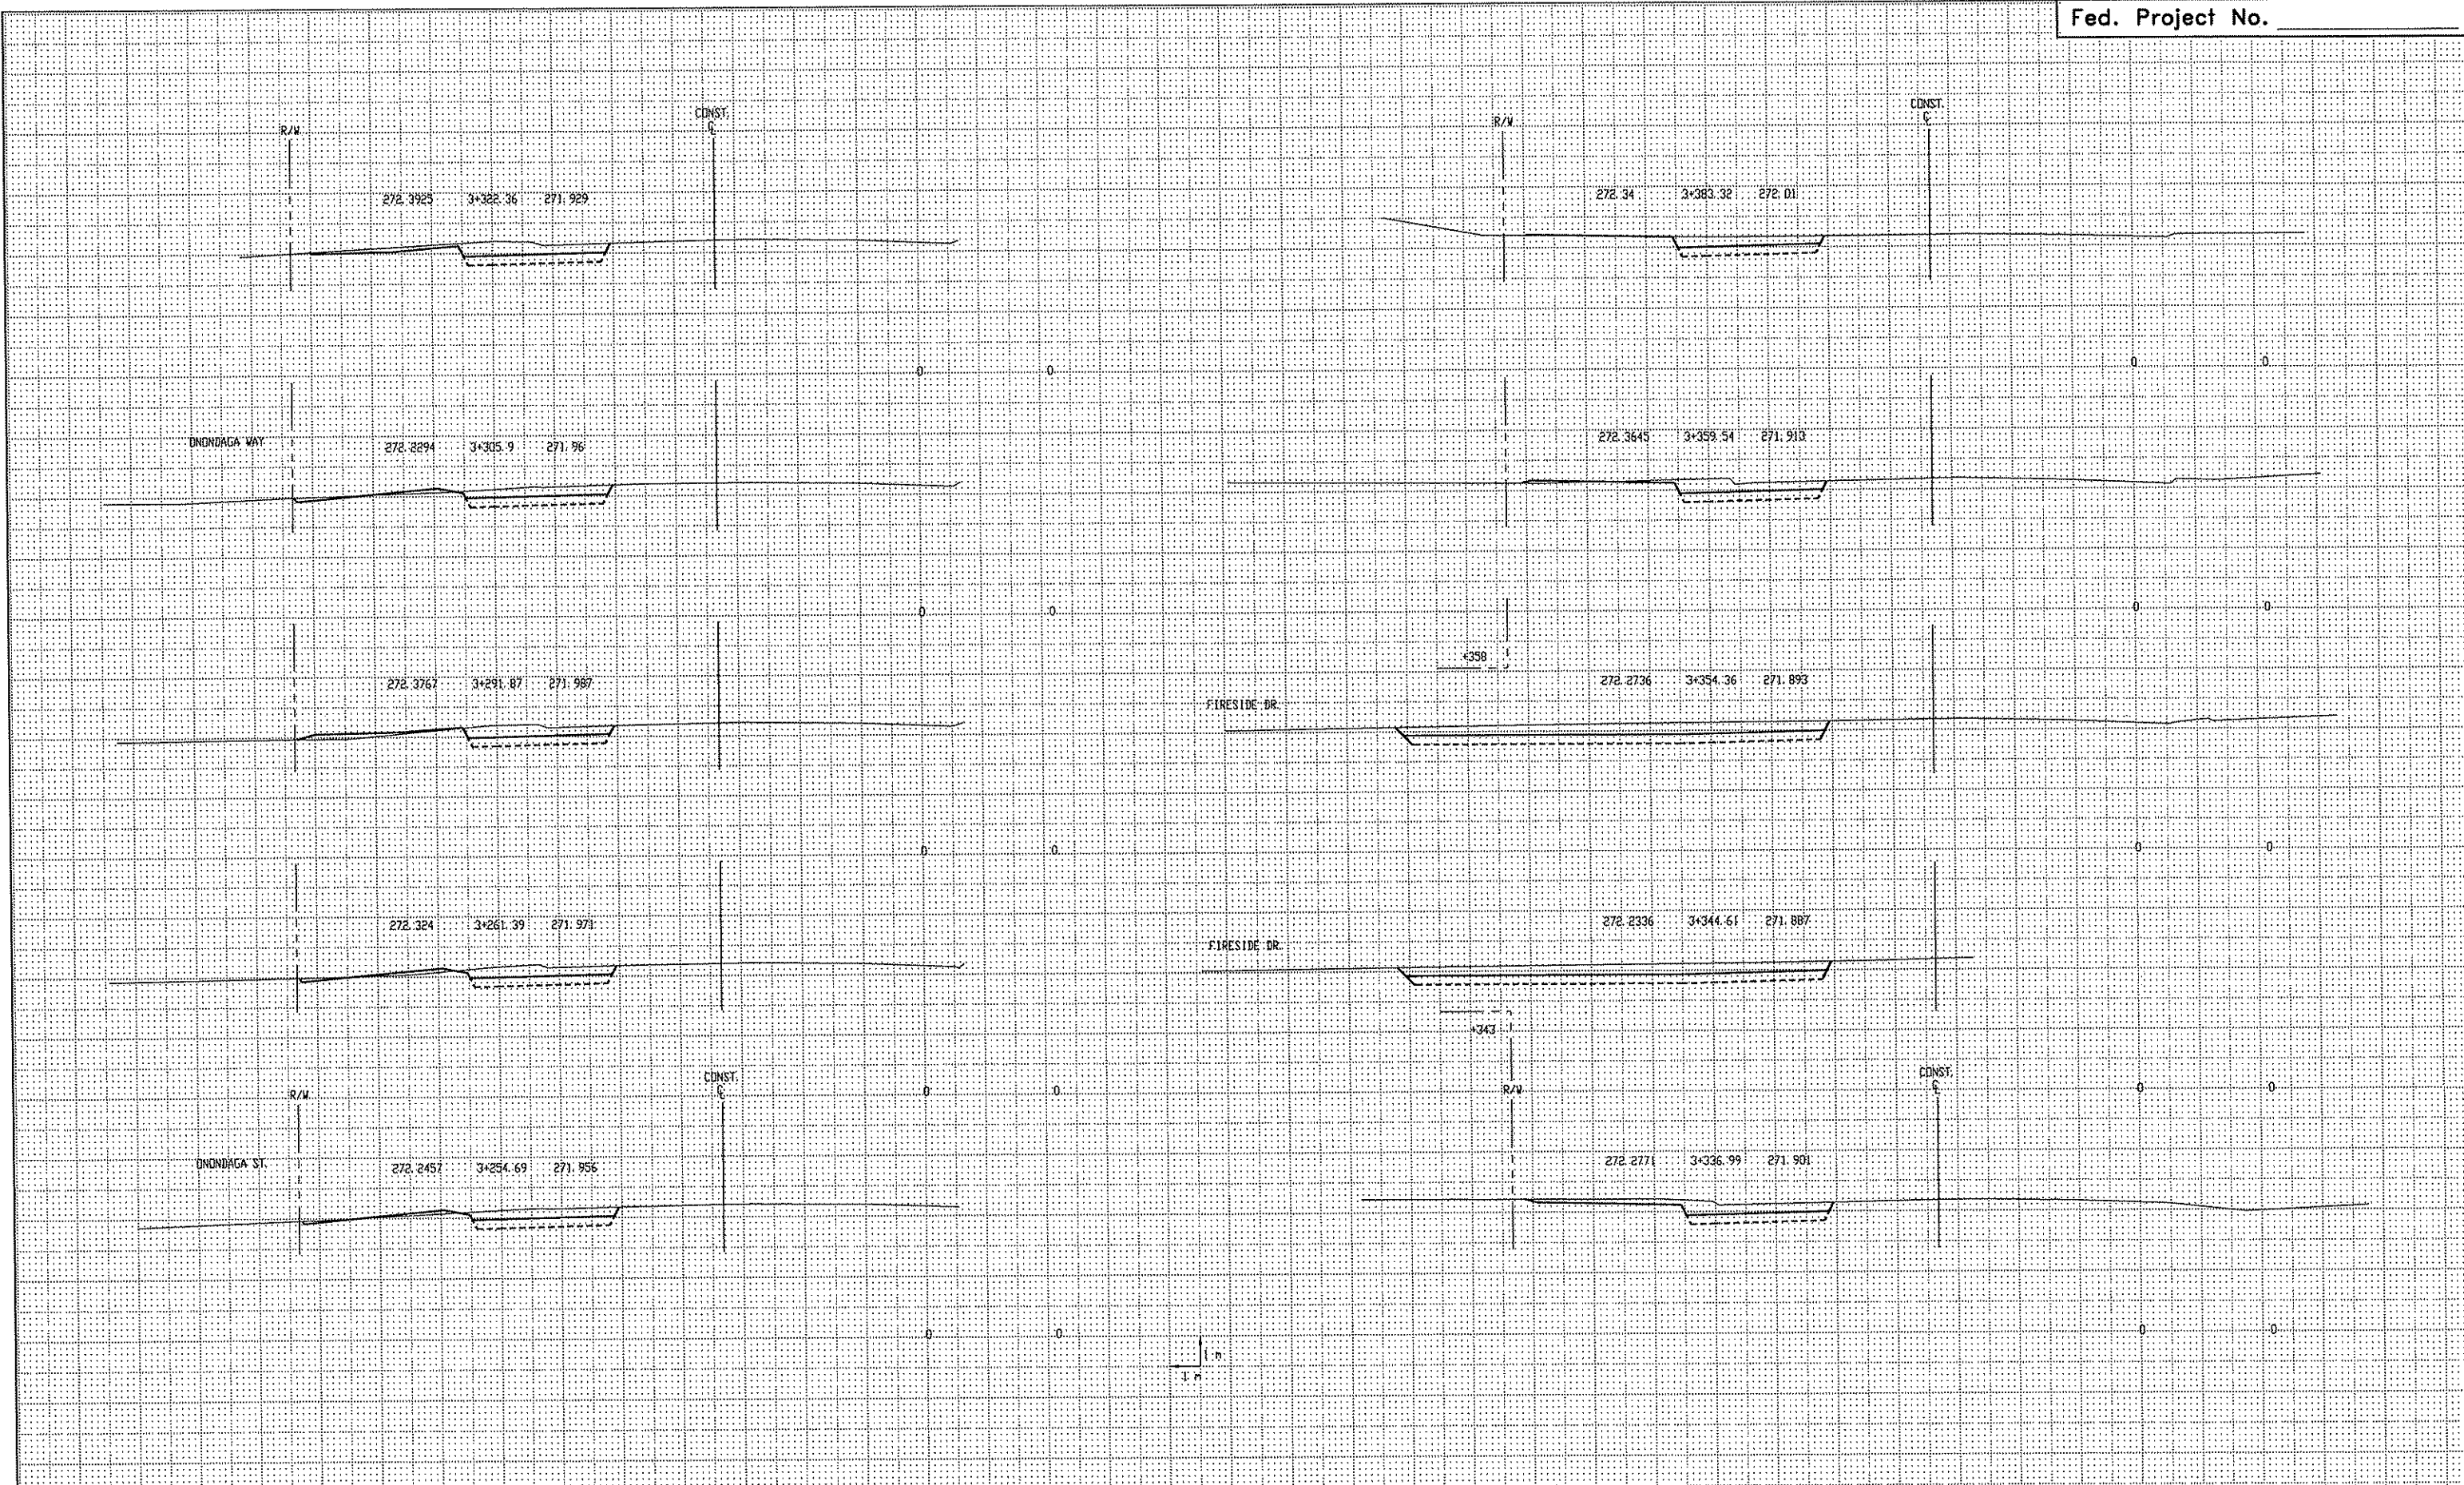 Fed. Project No.
CONST.
℄
R/W
272.3925 3+322.36 271.929
0 0
ONONDAGA WAY
272.2294 3+305.9 271.96
0 0
272.3767 3+291.87 271.987
0 0
272.324 3+261.39 271.971
0 0
CONST.
℄
R/W
ONONDAGA ST.
272.2457 3+254.69 271.956
0 0
1 m
1 m
CONST.
℄
R/W
272.34 3+383.32 272.01
0 0
272.3645 3+359.54 271.913
0 0
+358
FIRESIDE DR.
272.2736 3+354.36 271.893
0 0
FIRESIDE DR.
272.2336 3+344.61 271.887
+343
0 0
CONST.
℄
R/W
272.2771 3+336.99 271.901
0 0